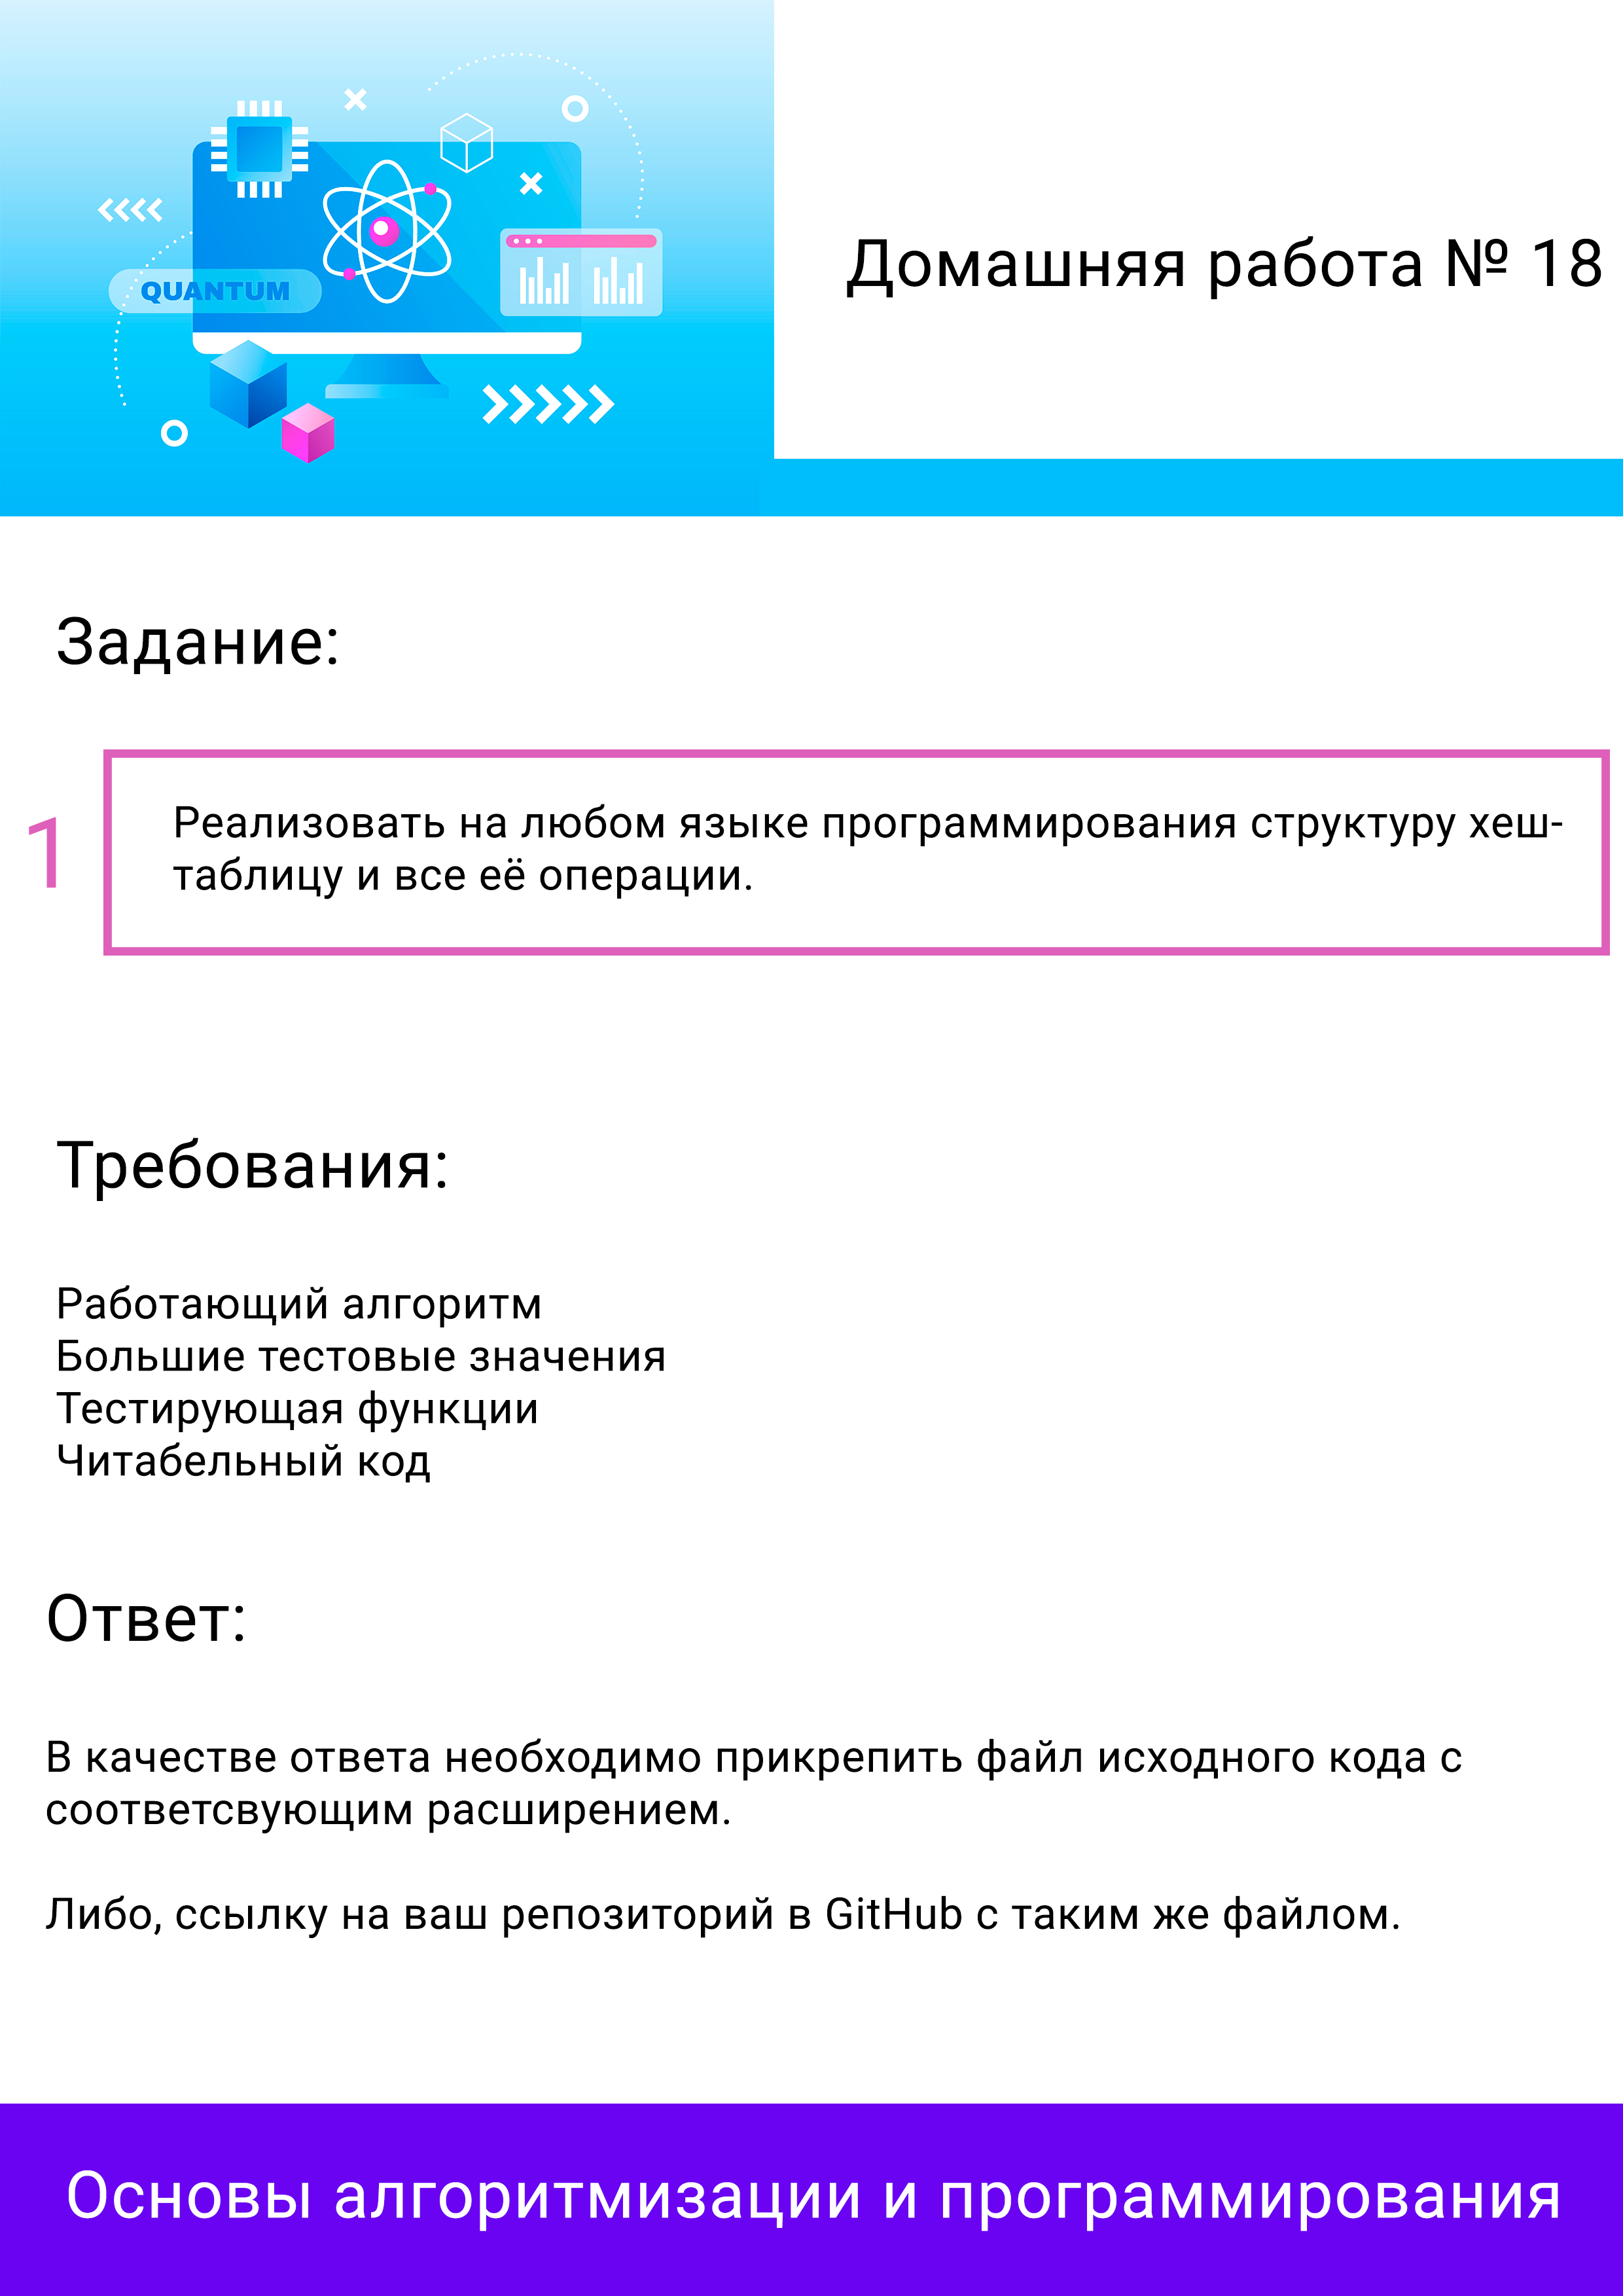 QUANTUM
Домашняя работа № 18
Задание:
1
Реализовать на любом языке программирования структуру хеш-
таблицу и все её операции.
Требования:
Работающий алгоритм
Большие тестовые значения
Тестирующая функции
Читабельный код
Ответ:
В качестве ответа необходимо прикрепить файл исходного кода с
соответсвующим расширением.
Либо, ссылку на ваш репозиторий в GitHub с таким же файлом.
Основы алгоритмизации и программирования